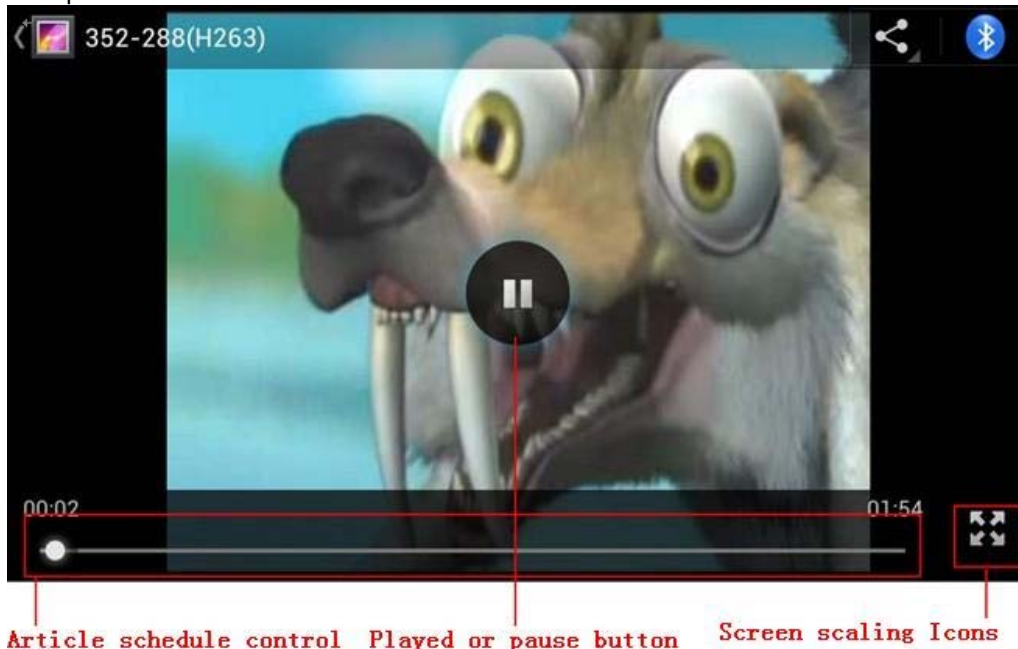 352-288(H263)
00:02 01:54
Article schedule control Played or pause button Screen scaling Icons